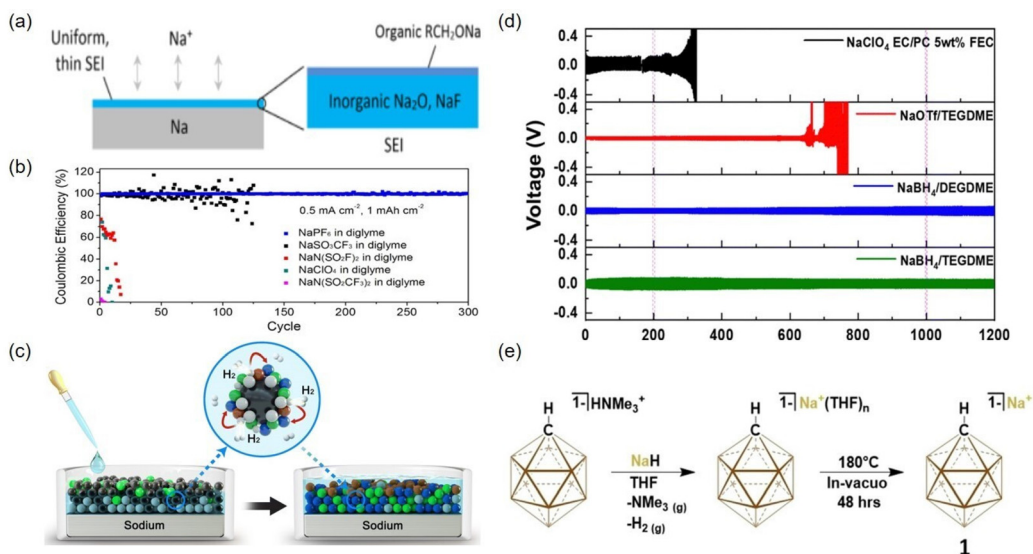 (a)
Uniform,
thin SEI
Na⁺
Na
Organic RCH₂ONa
Inorganic Na₂O, NaF
SEI
(b)
Coulombic Efficiency (%)
120
100
80
60
40
20
0
0.5 mA cm⁻², 1 mAh cm⁻²
NaPF₆ in diglyme
NaSO₃CF₃ in diglyme
NaN(SO₂F)₂ in diglyme
NaClO₄ in diglyme
NaN(SO₂CF₃)₂ in diglyme
0 50 100 150 200 250 300
Cycle
(c)
H₂
H₂
H₂
Sodium
Sodium
(d)
Voltage (V)
0.4
0.0
-0.4
NaClO₄ EC/PC 5wt% FEC
0.4
0.0
-0.4
NaOTf/TEGDME
0.4
0.0
-0.4
NaBH₄/DEGDME
0.4
0.0
-0.4
NaBH₄/TEGDME
0 200 400 600 800 1000 1200
(e)
H
C
1-
HNMe₃⁺
NaH
THF
-NMe₃ (g)
-H₂ (g)
H
C
1-
Na⁺(THF)ₙ
180°C
In-vacuo
48 hrs
H
C
1-
Na⁺
1